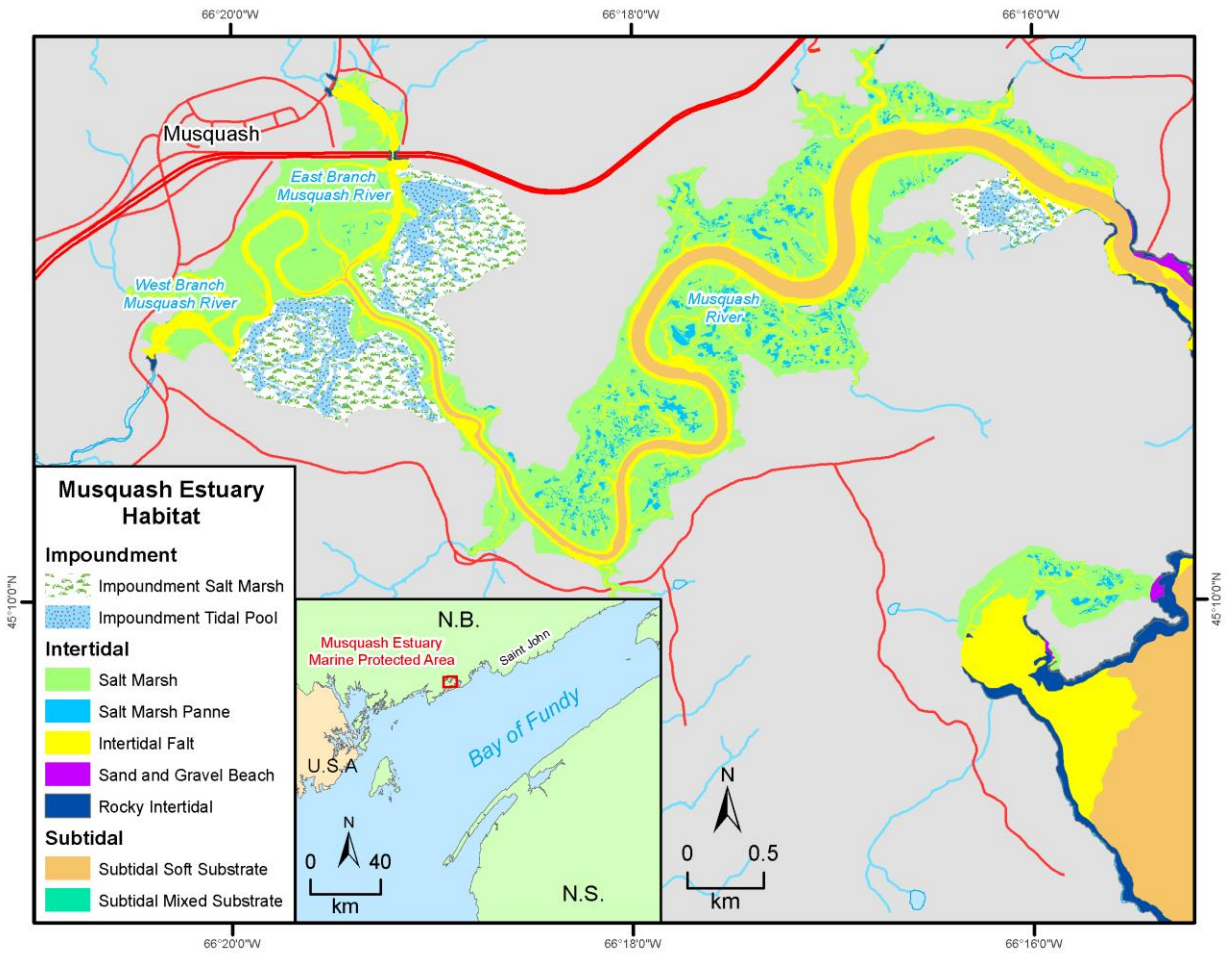 66°20'0"W
66°18'0"W
66°16'0"W
Musquash
East Branch
Musquash River
West Branch
Musquash River
Musquash
River
45°10'0"N
45°10'0"N
Musquash Estuary
Habitat
Impoundment
Impoundment Salt Marsh
Impoundment Tidal Pool
Intertidal
Salt Marsh
Salt Marsh Panne
Intertidal Falt
Sand and Gravel Beach
Rocky Intertidal
Subtidal
Subtidal Soft Substrate
Subtidal Mixed Substrate
N.B.
Musquash Estuary
Marine Protected Area
Saint John
Bay of Fundy
U.S.A
N.S.
N
0 40
km
N
0 0.5
km
66°20'0"W
66°18'0"W
66°16'0"W